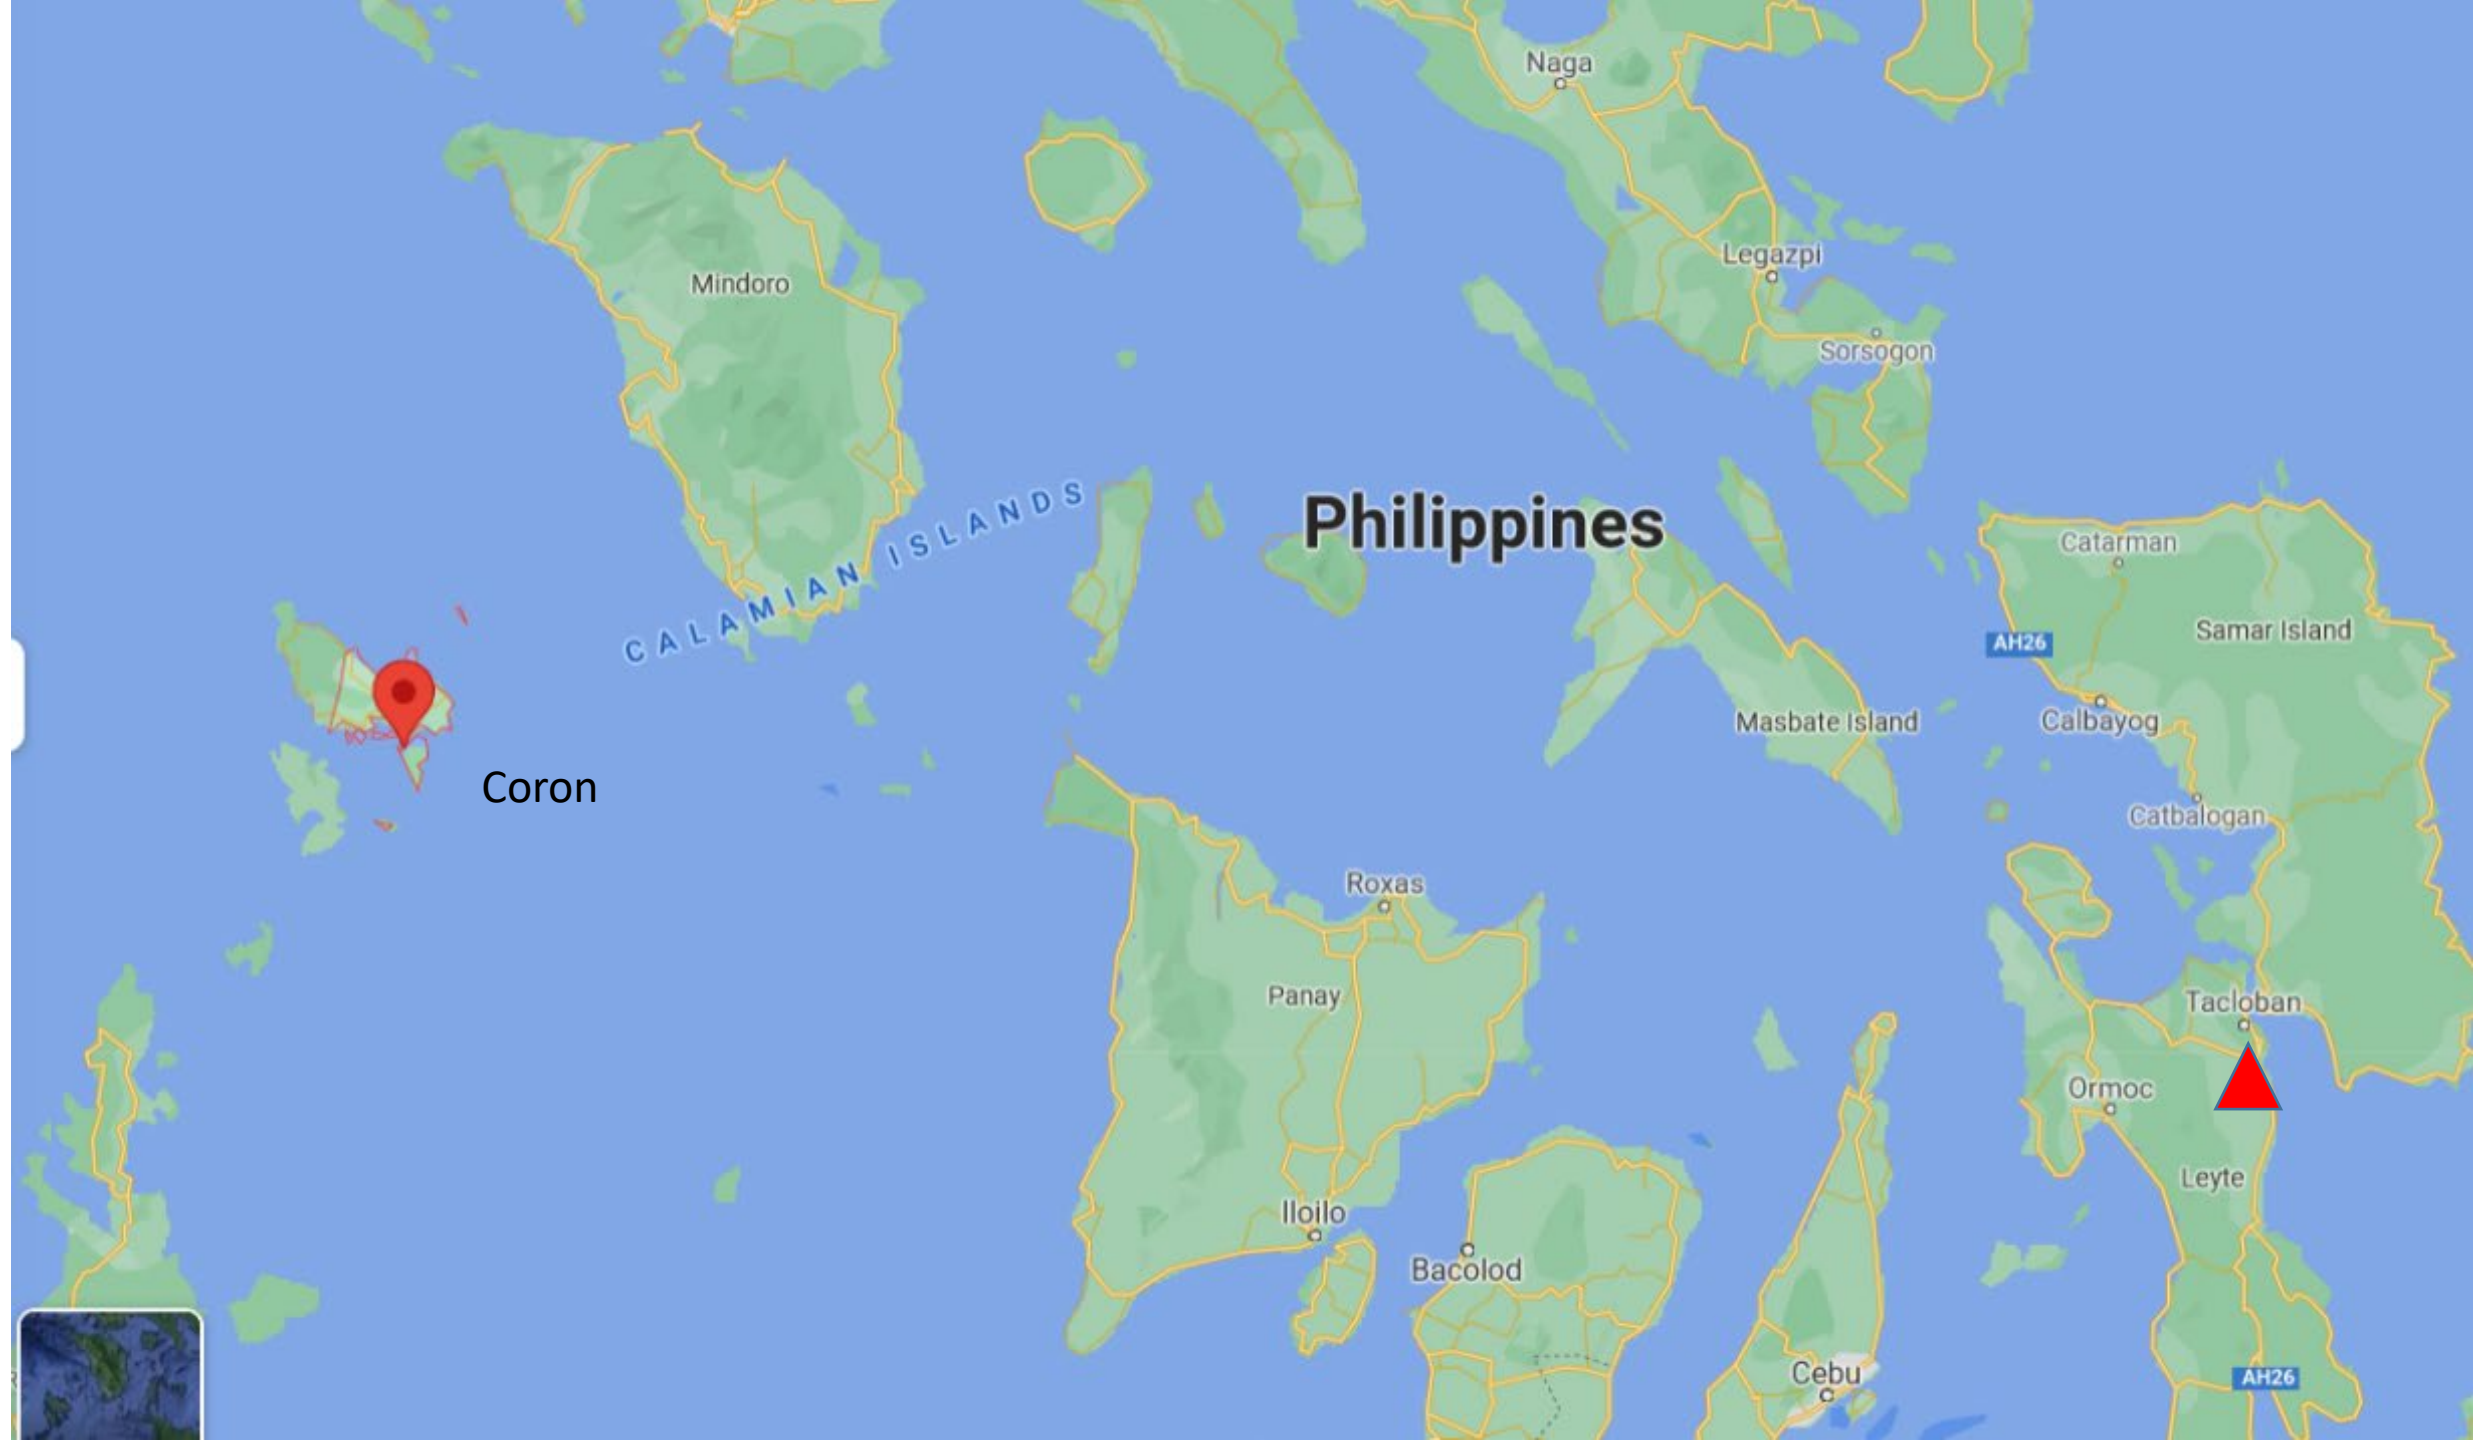 Naga
Legazpi
Mindoro
Sorsogon
CALAMIAN ISLANDS
Philippines
Catarman
Samar Island
AH26
Masbate Island
Calbayog
Coron
Catbalogan
Roxas
Panay
Tacloban
Ormoc
Leyte
Iloilo
Bacolod
Cebu
AH26